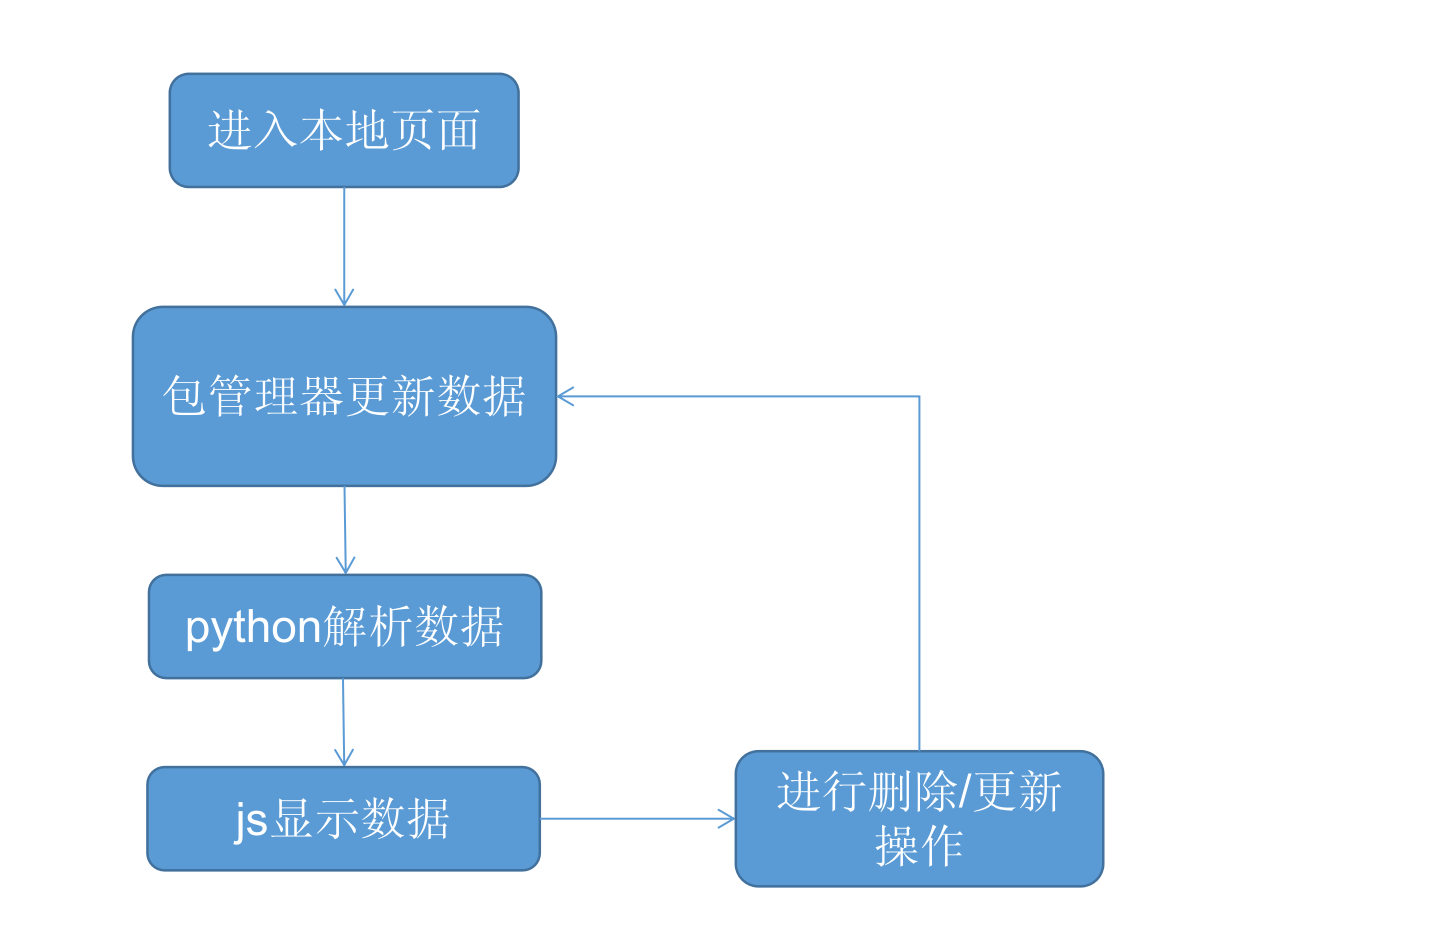 进入本地页面
包管理器更新数据
python解析数据
js显示数据
进行删除/更新
操作